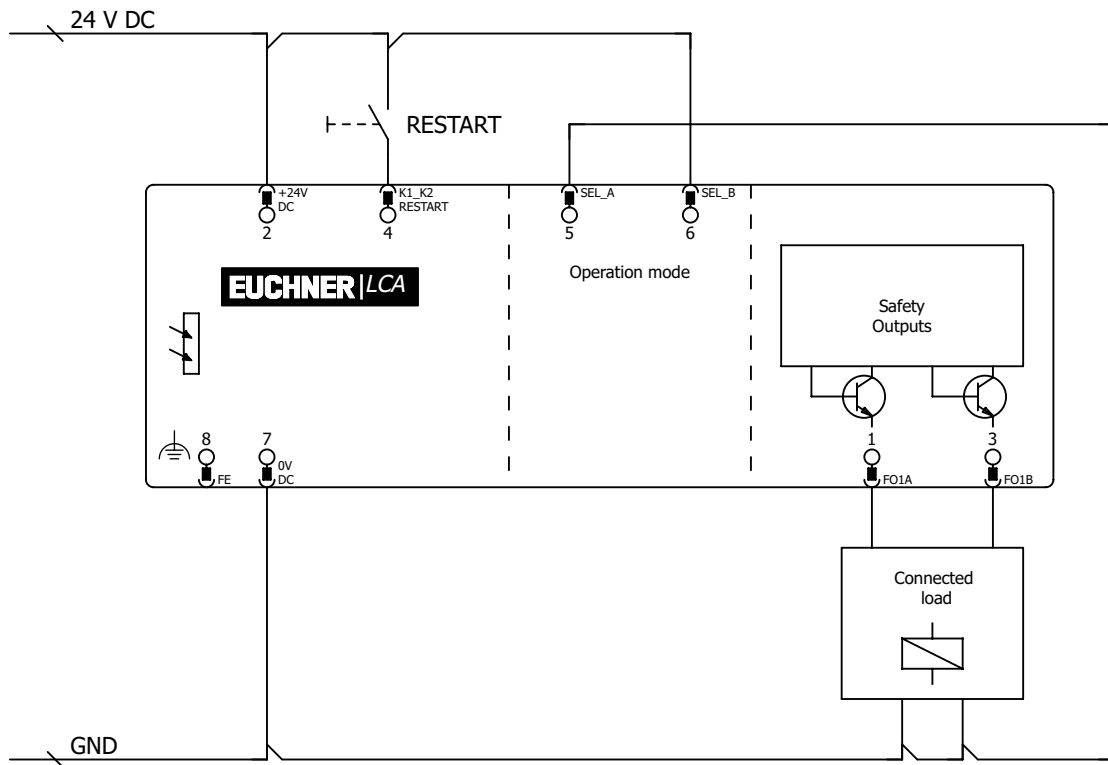 24 V DC
RESTART
+24V
DC
K1_K2
RESTART
SEL_A
SEL_B
2
4
5
6
EUCHNER LCA
Operation mode
Safety
Outputs
8
7
1
3
FE
0V
DC
FO1A
FO1B
Connected
load
GND